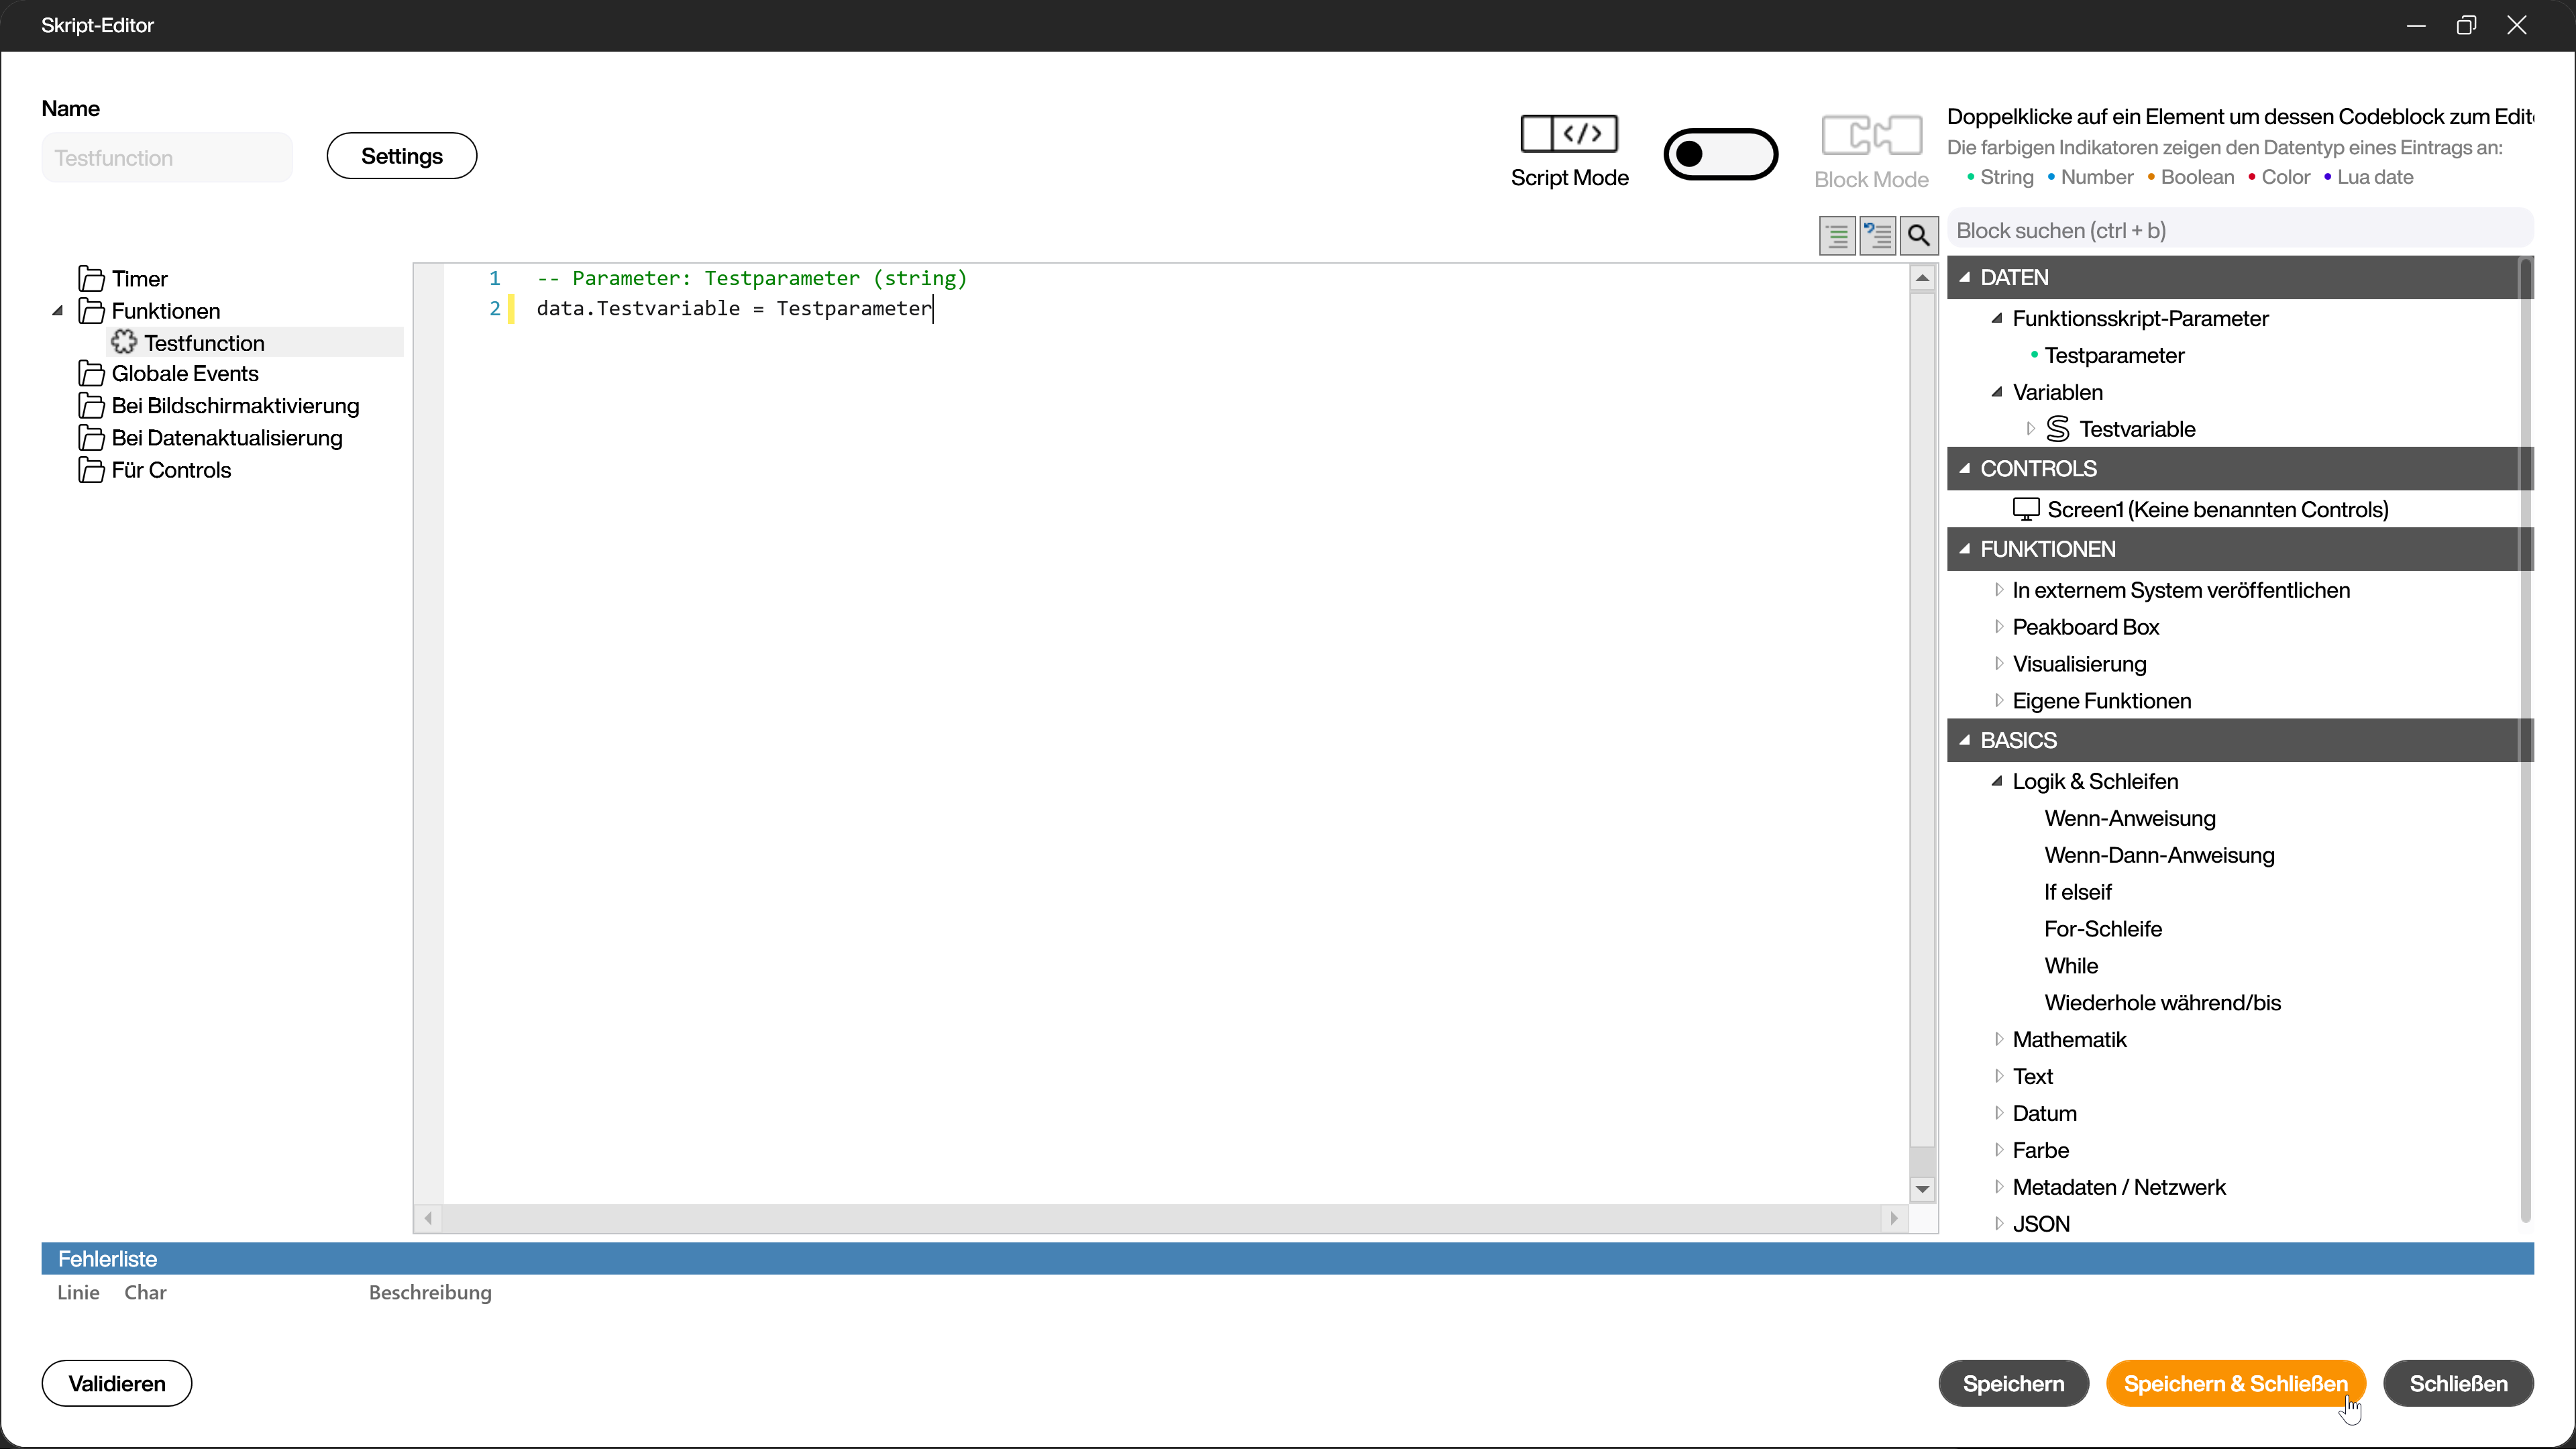 Skript-Editor
Name
Testfunction
Settings
Script Mode
Block Mode
Doppelklicke auf ein Element um dessen Codeblock zum Edit
Die farbigen Indikatoren zeigen den Datentyp eines Eintrags an:
• String • Number • Boolean • Color • Lua date
Block suchen (ctrl + b)
Timer
Funktionen
Testfunction
Globale Events
Bei Bildschirmaktivierung
Bei Datenaktualisierung
Für Controls
1 -- Parameter: Testparameter (string)
2 data.Testvariable = Testparameter
DATEN
Funktionsskript-Parameter
• Testparameter
Variablen
Testvariable
CONTROLS
Screen1 (Keine benannten Controls)
FUNKTIONEN
In externem System veröffentlichen
Peakboard Box
Visualisierung
Eigene Funktionen
BASICS
Logik & Schleifen
Wenn-Anweisung
Wenn-Dann-Anweisung
If elseif
For-Schleife
While
Wiederhole während/bis
Mathematik
Text
Datum
Farbe
Metadaten / Netzwerk
JSON
Fehlerliste
Linie Char Beschreibung
Validieren
Speichern
Speichern & Schließen
Schließen